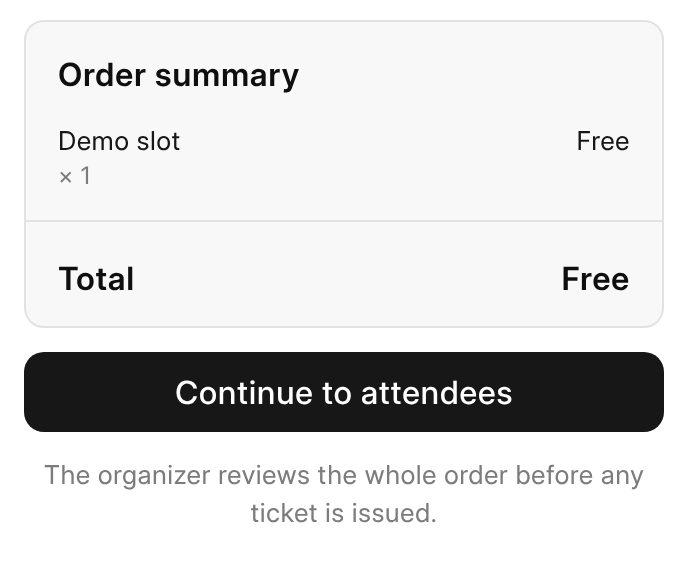 Order summary
Demo slot Free
× 1
Total Free
Continue to attendees
The organizer reviews the whole order before any
ticket is issued.